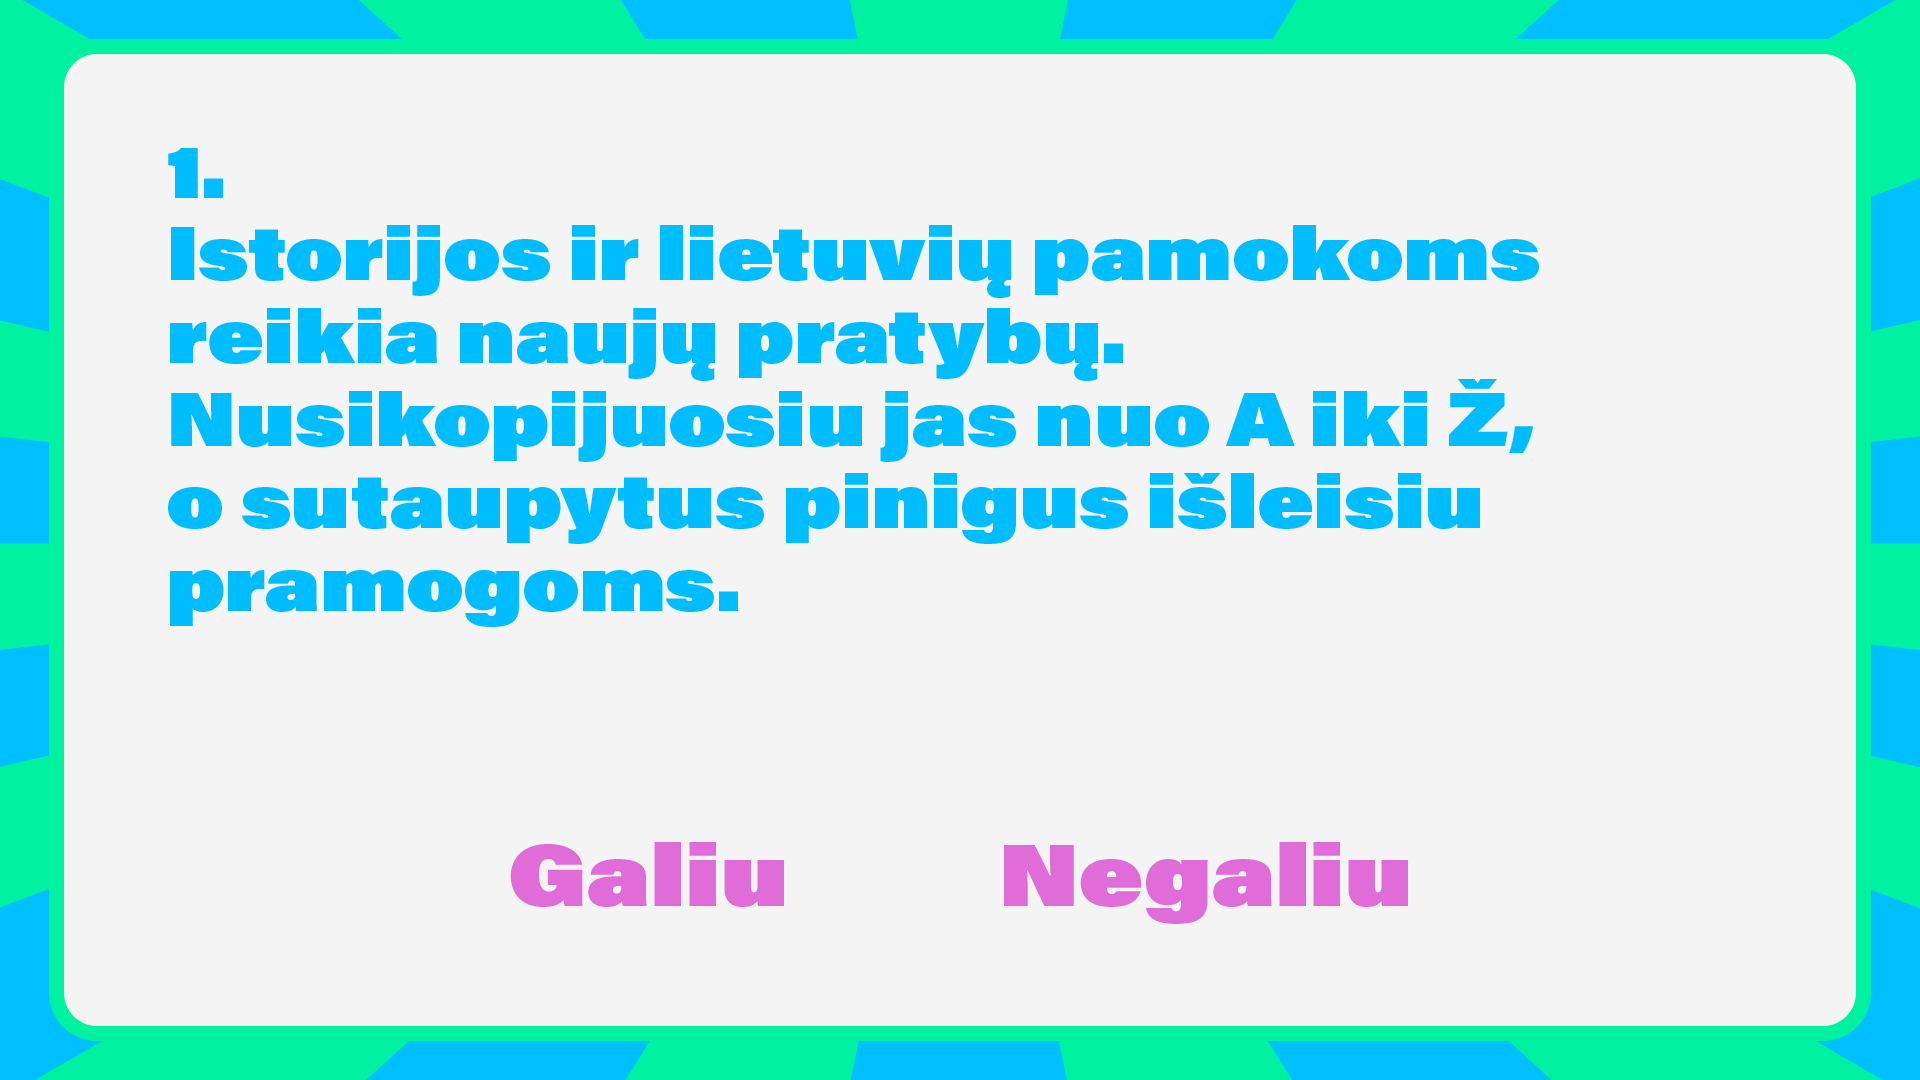 1.
Istorijos ir lietuvių pamokoms
reikia naujų pratybų.
Nusikopijuosiu jas nuo A iki Ž,
o sutaupytus pinigus išleisiu
pramogoms.
Galiu Negaliu